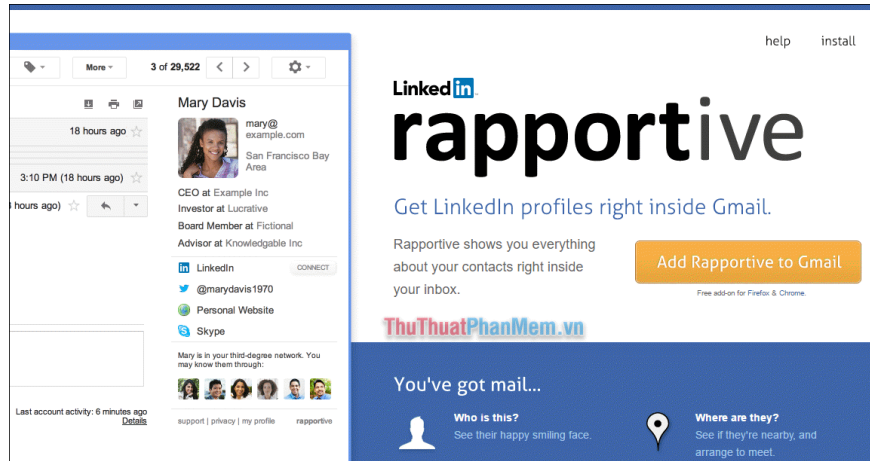 help install
More
3 of 29,522
Mary Davis
mary@
example.com
San Francisco Bay
Area
18 hours ago
3:10 PM (18 hours ago)
hours ago)
CEO at Example Inc
Investor at Lucrative
Board Member at Fictional
Advisor at Knowledgable Inc
LinkedIn CONNECT
@marydavis1970
Personal Website
Skype
Mary is in your third-degree network. You
may know them through:
Last account activity: 6 minutes ago
Details
support | privacy | my profile rapportive
LinkedIn
rapportive
Get LinkedIn profiles right inside Gmail.
Rapportive shows you everything
about your contacts right inside
your inbox.
Add Rapportive to Gmail
Free add-on for Firefox & Chrome.
ThuThuatPhanMem.vn
You've got mail...
Who is this?
See their happy smiling face.
Where are they?
See if they're nearby, and
arrange to meet.